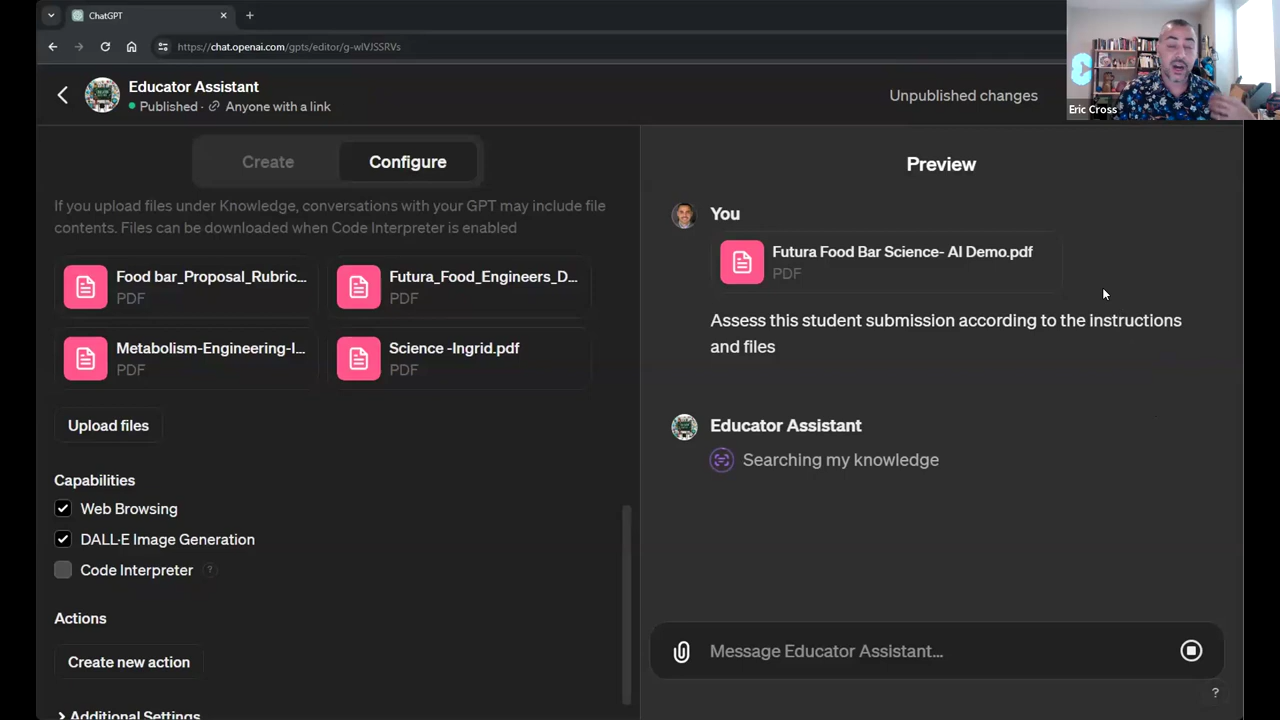 ChatGPT
https://chat.openai.com/gpts/editor/g-wlVJSSRVs
Educator Assistant
Published · Anyone with a link
Unpublished changes
Eric Cross
Create
Configure
If you upload files under Knowledge, conversations with your GPT may include file
contents. Files can be downloaded when Code Interpreter is enabled
Food bar_Proposal_Rubric...
PDF
Futura_Food_Engineers_D...
PDF
Metabolism-Engineering-I...
PDF
Science -Ingrid.pdf
PDF
Upload files
Capabilities
Web Browsing
DALL·E Image Generation
Code Interpreter ?
Actions
Create new action
Additional Settings
Preview
You
Futura Food Bar Science- AI Demo.pdf
PDF
Assess this student submission according to the instructions
and files
Educator Assistant
Searching my knowledge
Message Educator Assistant...
?